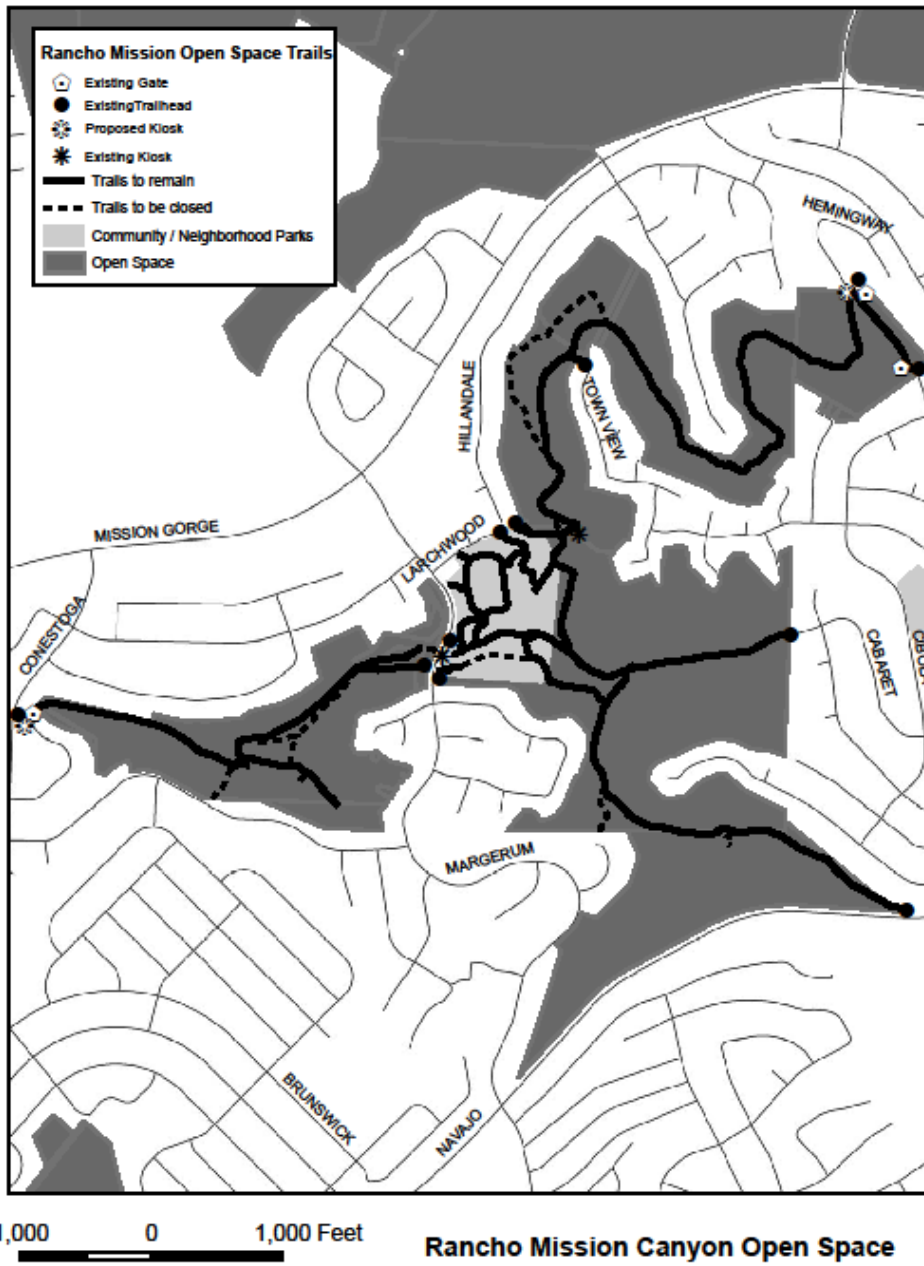 Rancho Mission Open Space Trails
Existing Gate
ExistingTrailhead
Proposed Kiosk
Existing Kiosk
Trails to remain
Trails to be closed
Community / Neighborhood Parks
Open Space
HEMINGWAY
HILLANDALE
TOWN VIEW
MISSION GORGE
LARCHWOOD
CONESTOGA
CABARET
MARGERUM
BRUNSWICK
NAVAJO
,000 0 1,000 Feet
Rancho Mission Canyon Open Space